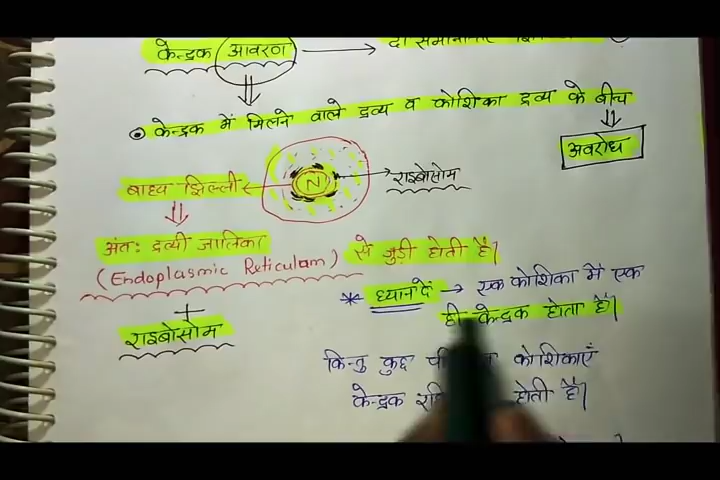 केन्द्रक आवरण →
केन्द्रक में मिलने वाले द्रव्य व कोशिका द्रव्य के बीच
अवरोध
N
राइबोसोम
बाह्य झिल्ली
अंत: द्रव्यी जालिका से जुड़ी होती है।
(Endoplasmic Reticulam)
* ध्यान दें → एक कोशिका में एक
ही केन्द्रक होता है।
+
राइबोसोम
किन्तु कुछ कोशिकाएँ
केन्द्रक होती है।